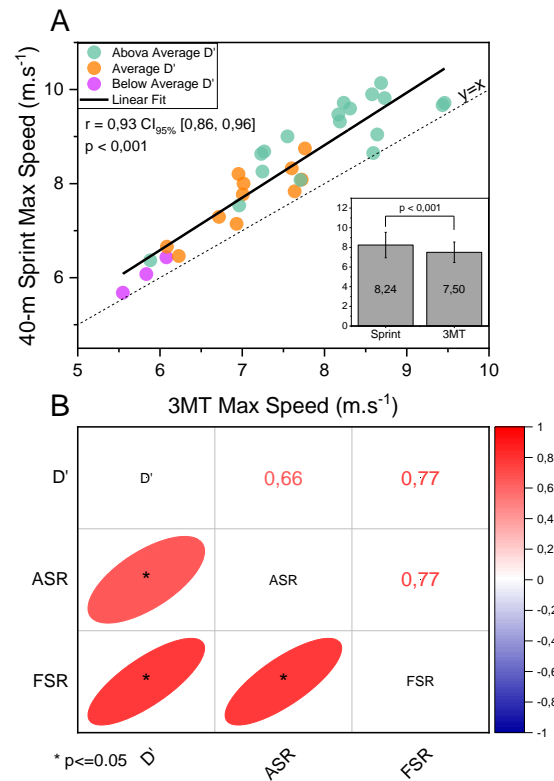 A
Abova Average D'
Average D'
Below Average D'
Linear Fit
r = 0,93 CI95% [0,86, 0,96]
p < 0,001
y=x
40-m Sprint Max Speed (m.s-1)
10
8
6
5 6 7 8 9 10
3MT Max Speed (m.s-1)
p < 0,001
12
10
8
6
4
2
0
8,24 7,50
Sprint 3MT
B
D' D' 0,66 0,77
ASR * ASR 0,77
FSR * * FSR
D' ASR FSR
* p<=0.05
1
0,8
0,6
0,4
0,2
0
-0,2
-0,4
-0,6
-0,8
-1